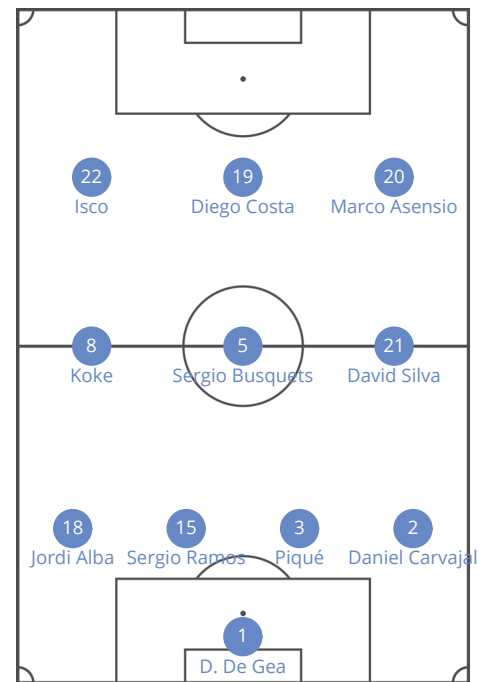 22 19 20
Isco Diego Costa Marco Asensio
8 5 21
Koke Sergio Busquets David Silva
18 15 3 2
Jordi Alba Sergio Ramos Piqué Daniel Carvajal
1
D. De Gea